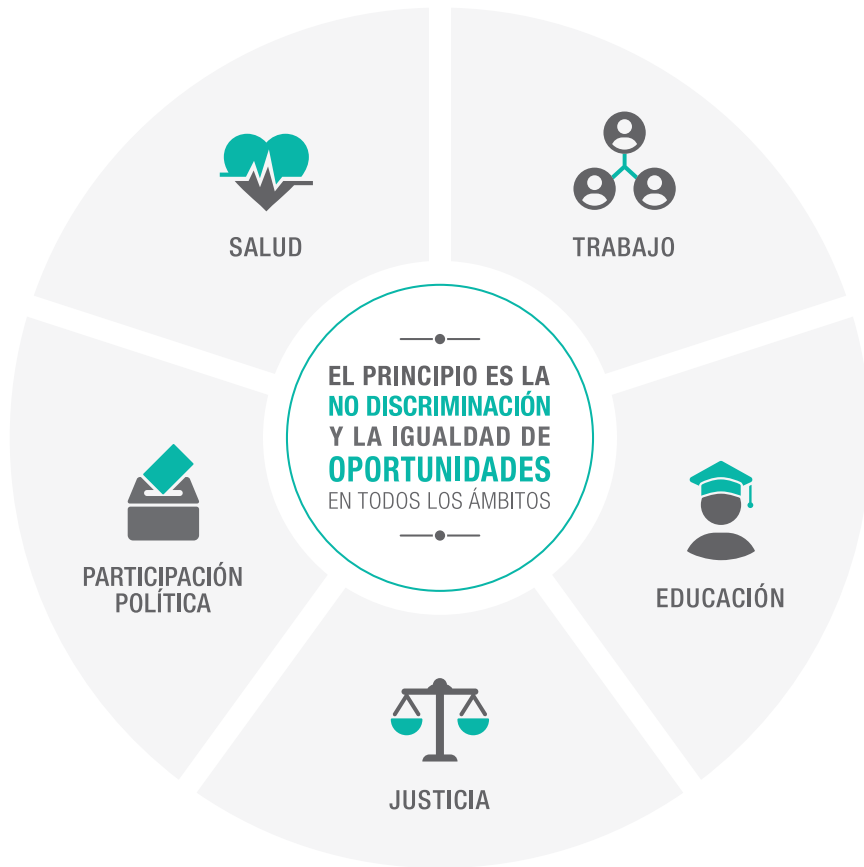 SALUD
TRABAJO
EL PRINCIPIO ES LA
NO DISCRIMINACIÓN
Y LA IGUALDAD DE
OPORTUNIDADES
EN TODOS LOS ÁMBITOS
PARTICIPACIÓN
POLÍTICA
EDUCACIÓN
JUSTICIA